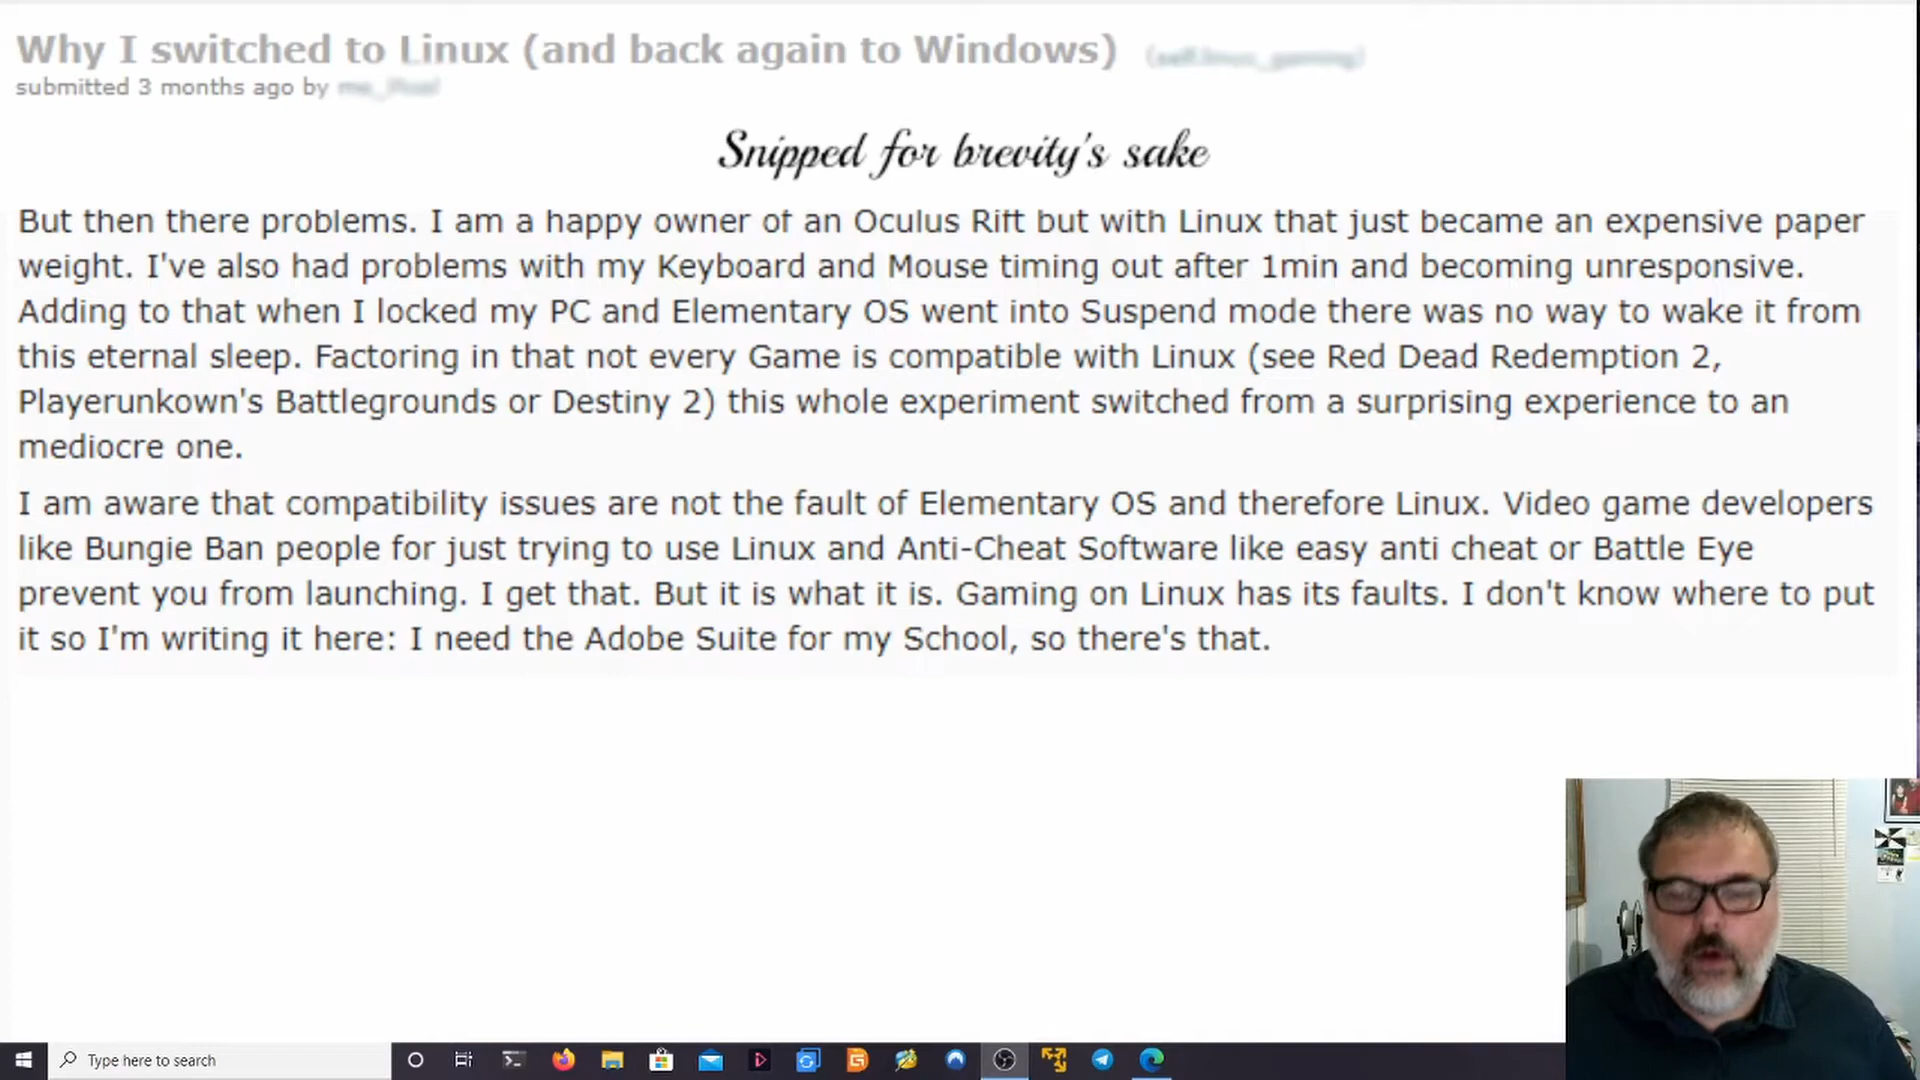 Why I switched to Linux (and back again to Windows)
submitted 3 months ago by
Snipped for brevity's sake
But then there problems. I am a happy owner of an Oculus Rift but with Linux that just became an expensive paper
weight. I've also had problems with my Keyboard and Mouse timing out after 1min and becoming unresponsive.
Adding to that when I locked my PC and Elementary OS went into Suspend mode there was no way to wake it from
this eternal sleep. Factoring in that not every Game is compatible with Linux (see Red Dead Redemption 2,
Playerunkown's Battlegrounds or Destiny 2) this whole experiment switched from a surprising experience to an
mediocre one.
I am aware that compatibility issues are not the fault of Elementary OS and therefore Linux. Video game developers
like Bungie Ban people for just trying to use Linux and Anti-Cheat Software like easy anti cheat or Battle Eye
prevent you from launching. I get that. But it is what it is. Gaming on Linux has its faults. I don't know where to put
it so I'm writing it here: I need the Adobe Suite for my School, so there's that.
Type here to search